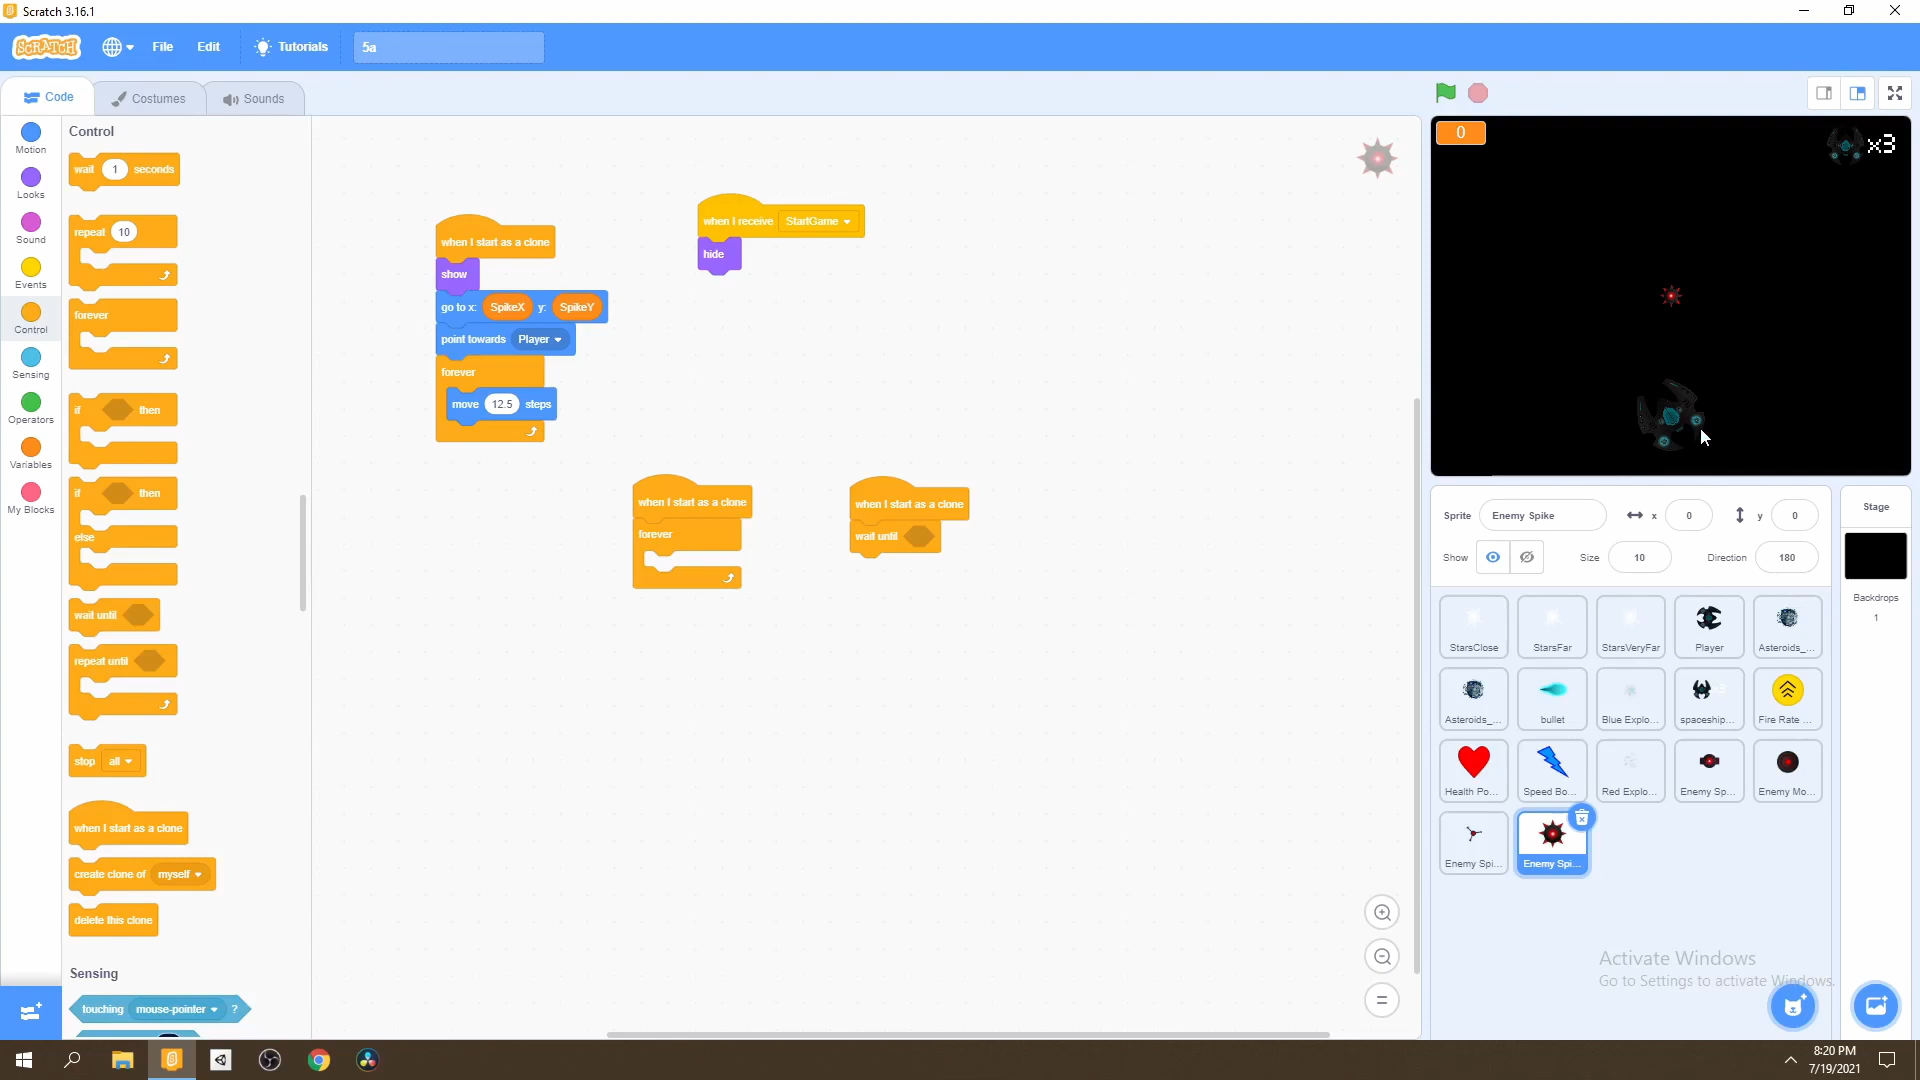 Scratch 3.16.1
SCRATCH
File
Edit
Tutorials
5a
Code
Costumes
Sounds
Motion
Looks
Sound
Events
Control
Sensing
Operators
Variables
My Blocks
Control
wait 1 seconds
repeat 10
forever
if then
if then
else
wait until
repeat until
stop all
when I start as a clone
create clone of myself
delete this clone
Sensing
touching mouse-pointer ?
when I start as a clone
show
go to x: SpikeX y: SpikeY
point towards Player
forever
move 12.5 steps
when I receive StartGame
hide
when I start as a clone
forever
when I start as a clone
wait until
0
x3
Sprite Enemy Spike x 0 y 0
Show Size 10 Direction 180
StarsClose
StarsFar
StarsVeryFar
Player
Asteroids_...
Asteroids_...
bullet
Blue Explo...
spaceship...
Fire Rate ...
Health Po...
Speed Bo...
Red Explo...
Enemy Sp...
Enemy Mo...
Enemy Spi...
Enemy Spi...
Stage
Backdrops
1
Activate Windows
Go to Settings to activate Windows.
8:20 PM
7/19/2021